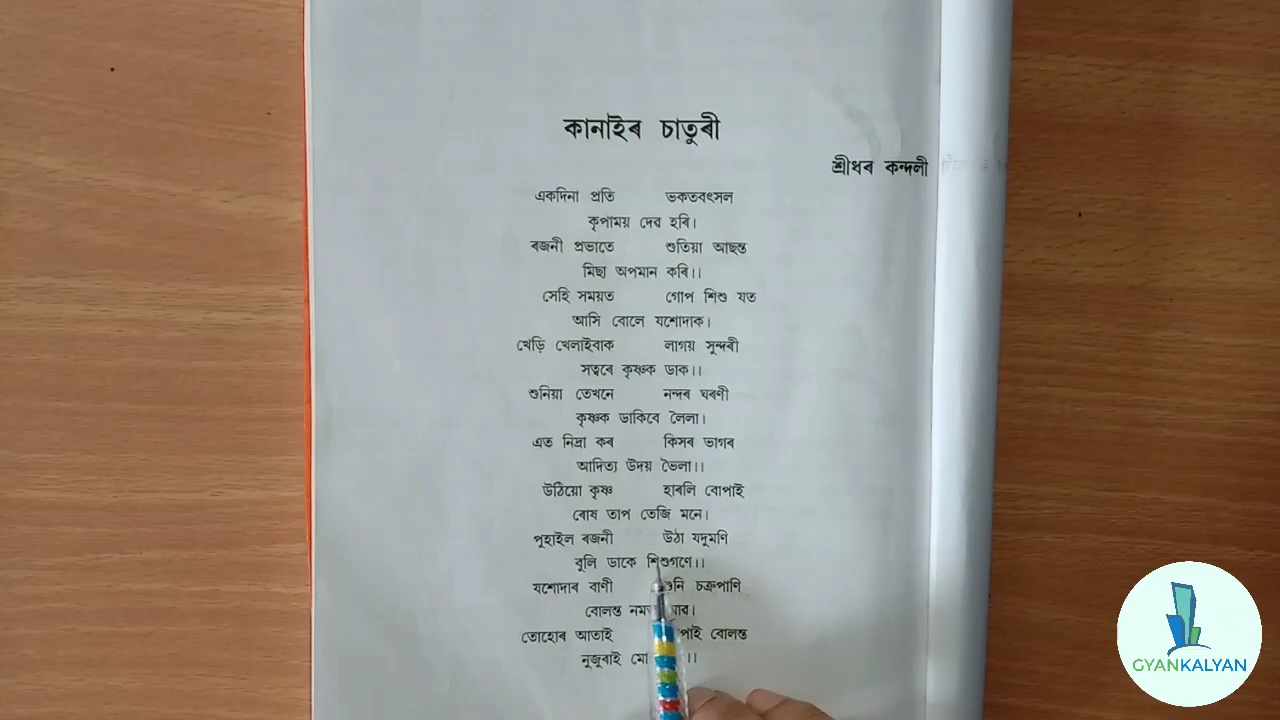 কানাইৰ চাতুৰী
শ্ৰীধৰ কন্দলী
একদিনা প্ৰতি ভকতবৎসল
কৃপাময় দেৱ হৰি।
ৰজনী প্ৰভাতে শুতিয়া আছন্ত
মিছা অপমান কৰি।।
সেহি সময়ত গোপ শিশু যত
আসি বোলে যশোদাক।
খেড়ি খেলাইবাক লাগয় সুন্দৰী
সত্বৰে কৃষ্ণক ডাক।।
শুনিয়া তেখনে নন্দৰ ঘৰণী
কৃষ্ণক ডাকিবে লৈলা।
এত নিদ্ৰা কৰ কিসৰ ভাগৰ
আদিত্য উদয় ভৈলা।।
উঠিয়ো কৃষ্ণ হাৰলি বোপাই
ৰোষ তাপ তেজি মনে।
পুহাইল ৰজনী উঠা যদুমণি
বুলি ডাকে শিশুগণে।।
যশোদাৰ বাণী শুনি চক্ৰপাণি
বোলন্ত
তোহোৰ আতাই বোলন্ত
নুজুৰাই ।।
GYANKALYAN